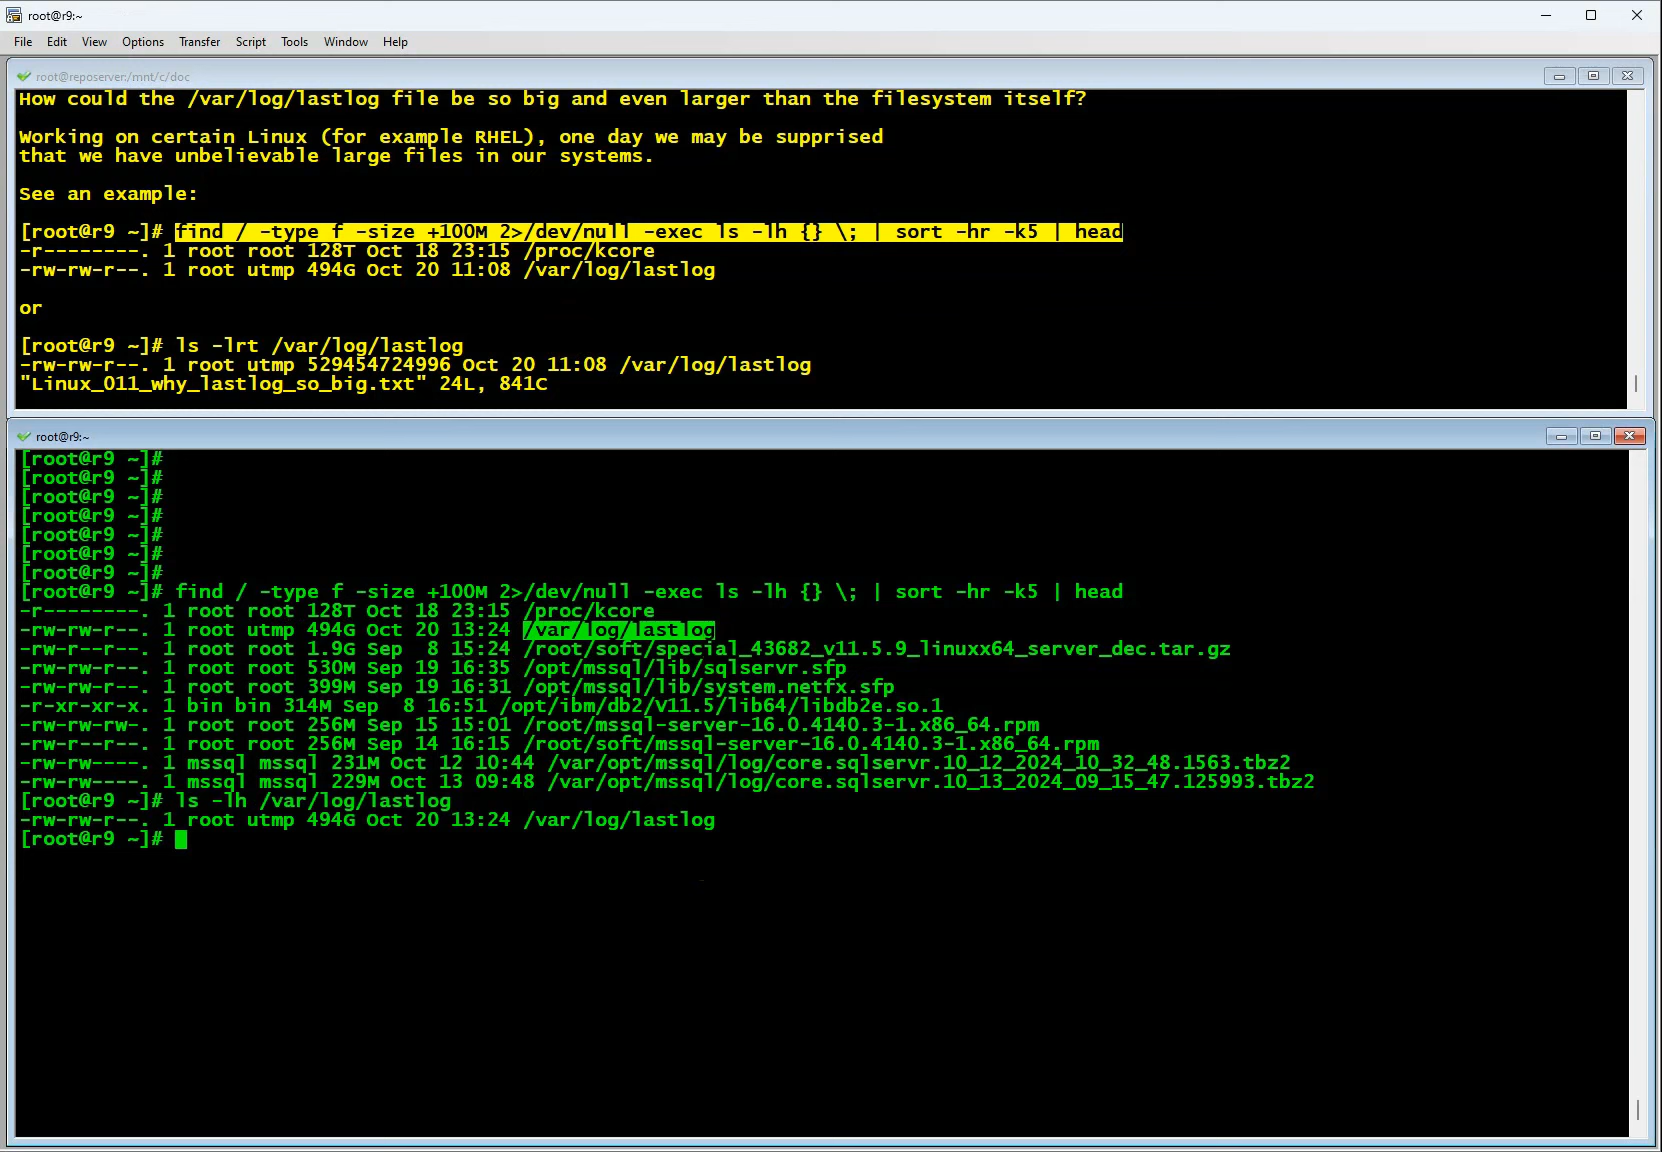 root@r9:~
File Edit View Options Transfer Script Tools Window Help
root@reposerver:/mnt/c/doc
How could the /var/log/lastlog file be so big and even larger than the filesystem itself?
Working on certain Linux (for example RHEL), one day we may be supprised
that we have unbelievable large files in our systems.
See an example:
[root@r9 ~]# find / -type f -size +100M 2>/dev/null -exec ls -lh {} \; | sort -hr -k5 | head
-r--------. 1 root root 128T Oct 18 23:15 /proc/kcore
-rw-rw-r--. 1 root utmp 494G Oct 20 11:08 /var/log/lastlog
or
[root@r9 ~]# ls -lrt /var/log/lastlog
-rw-rw-r--. 1 root utmp 529454724996 Oct 20 11:08 /var/log/lastlog
"Linux_011_why_lastlog_so_big.txt" 24L, 841C
root@r9:~
[root@r9 ~]#
[root@r9 ~]#
[root@r9 ~]#
[root@r9 ~]#
[root@r9 ~]#
[root@r9 ~]#
[root@r9 ~]#
[root@r9 ~]# find / -type f -size +100M 2>/dev/null -exec ls -lh {} \; | sort -hr -k5 | head
-r--------. 1 root root 128T Oct 18 23:15 /proc/kcore
-rw-rw-r--. 1 root utmp 494G Oct 20 13:24 /var/log/lastlog
-rw-r--r--. 1 root root 1.9G Sep  8 15:24 /root/soft/special_43682_v11.5.9_linuxx64_server_dec.tar.gz
-rw-rw-r--. 1 root root 530M Sep 19 16:35 /opt/mssql/lib/sqlservr.sfp
-rw-rw-r--. 1 root root 399M Sep 19 16:31 /opt/mssql/lib/system.netfx.sfp
-r-xr-xr-x. 1 bin bin 314M Sep  8 16:51 /opt/ibm/db2/v11.5/lib64/libdb2e.so.1
-rw-rw-rw-. 1 root root 256M Sep 15 15:01 /root/mssql-server-16.0.4140.3-1.x86_64.rpm
-rw-r--r--. 1 root root 256M Sep 14 16:15 /root/soft/mssql-server-16.0.4140.3-1.x86_64.rpm
-rw-rw----. 1 mssql mssql 231M Oct 12 10:44 /var/opt/mssql/log/core.sqlservr.10_12_2024_10_32_48.1563.tbz2
-rw-rw----. 1 mssql mssql 229M Oct 13 09:48 /var/opt/mssql/log/core.sqlservr.10_13_2024_09_15_47.125993.tbz2
[root@r9 ~]# ls -lh /var/log/lastlog
-rw-rw-r--. 1 root utmp 494G Oct 20 13:24 /var/log/lastlog
[root@r9 ~]#